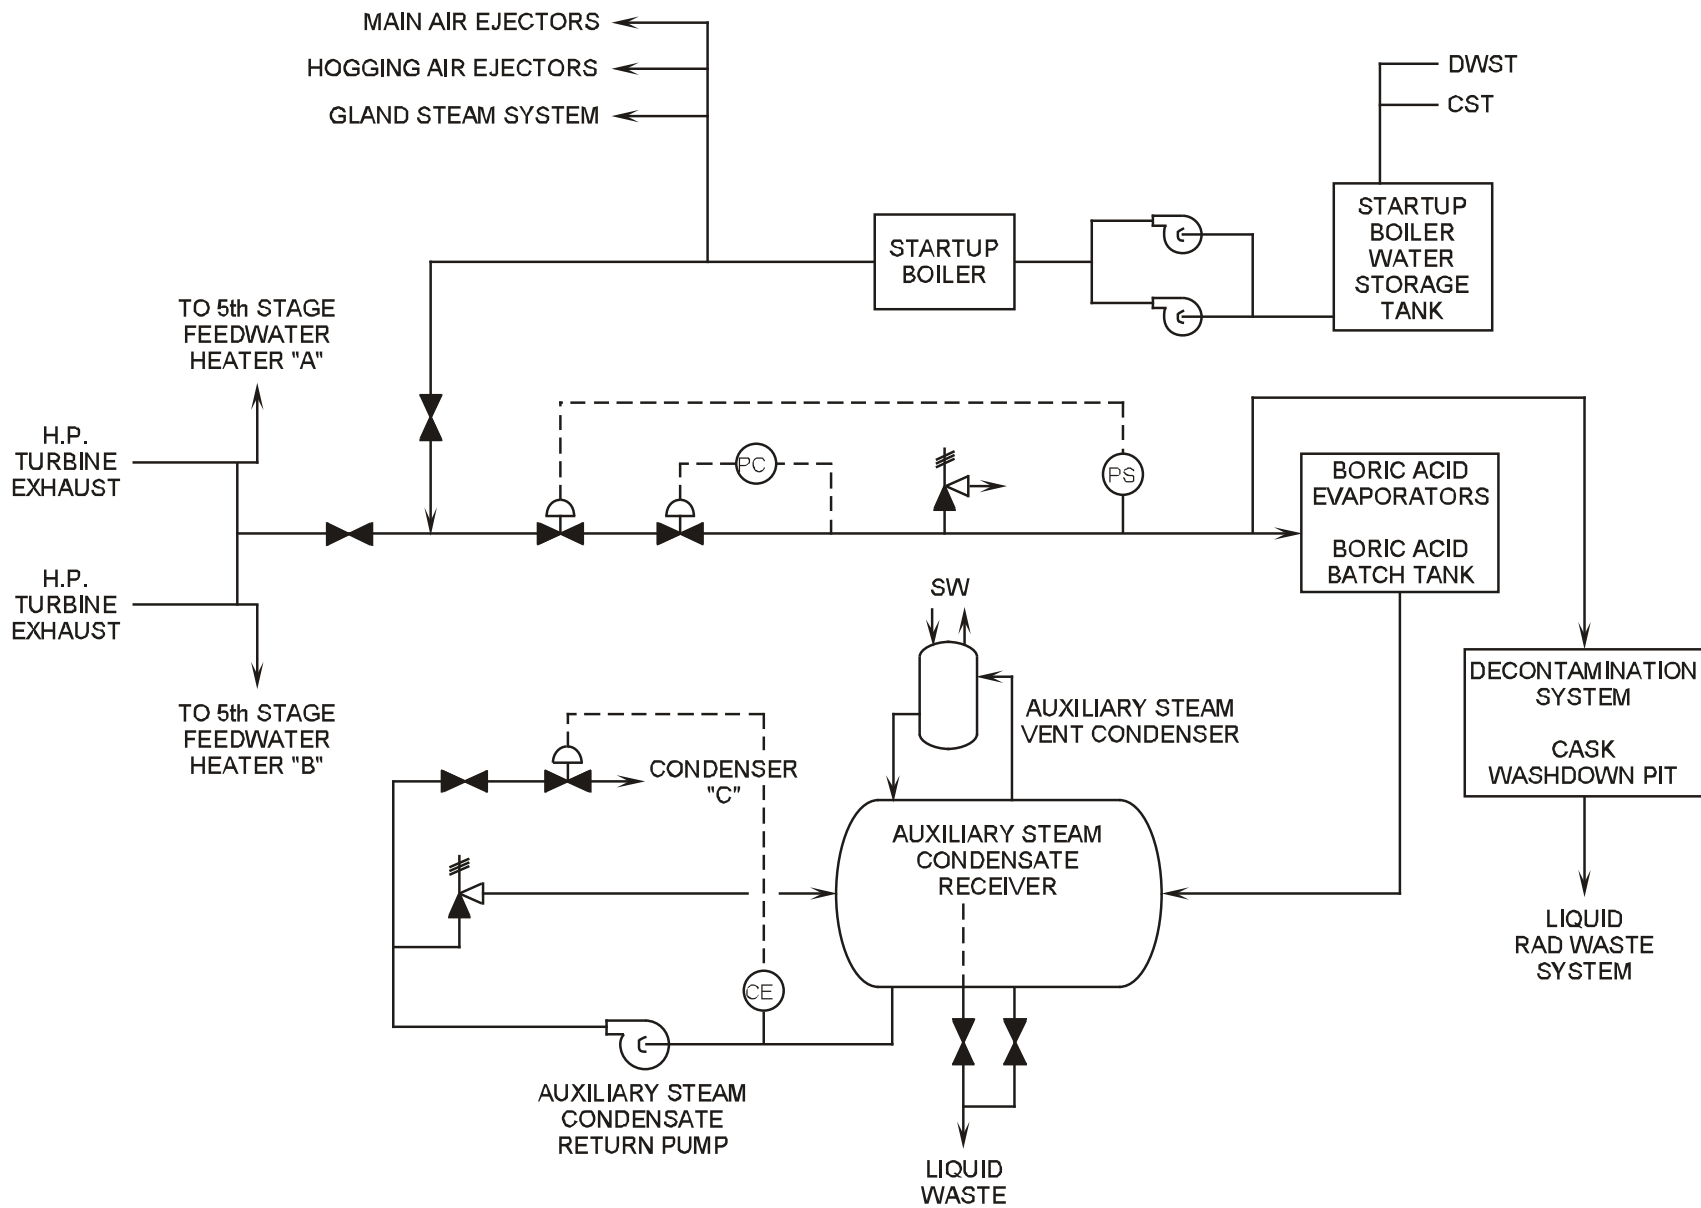 MAIN AIR EJECTORS
HOGGING AIR EJECTORS
GLAND STEAM SYSTEM
DWST
CST
STARTUP
BOILER
WATER
STORAGE
TANK
STARTUP
BOILER
TO 5th STAGE
FEEDWATER
HEATER "A"
H.P.
TURBINE
EXHAUST
PC
PS
BORIC ACID
EVAPORATORS
BORIC ACID
BATCH TANK
H.P.
TURBINE
EXHAUST
SW
TO 5th STAGE
FEEDWATER
HEATER "B"
AUXILIARY STEAM
VENT CONDENSER
DECONTAMINATION
SYSTEM
CASK
WASHDOWN PIT
CONDENSER
"C"
AUXILIARY STEAM
CONDENSATE
RECEIVER
LIQUID
RAD WASTE
SYSTEM
CE
AUXILIARY STEAM
CONDENSATE
RETURN PUMP
LIQUID
WASTE